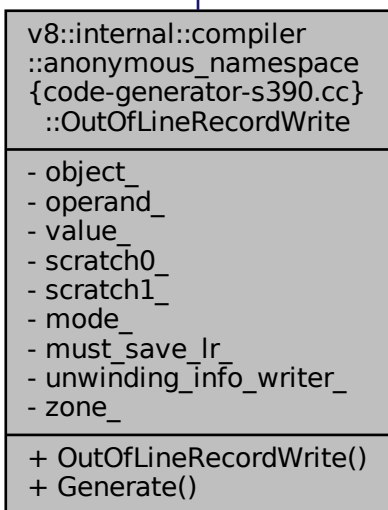 v8::internal::compiler
::anonymous_namespace
{code-generator-s390.cc}
::OutOfLineRecordWrite
- object_
- operand_
- value_
- scratch0_
- scratch1_
- mode_
- must_save_lr_
- unwinding_info_writer_
- zone_
+ OutOfLineRecordWrite()
+ Generate()